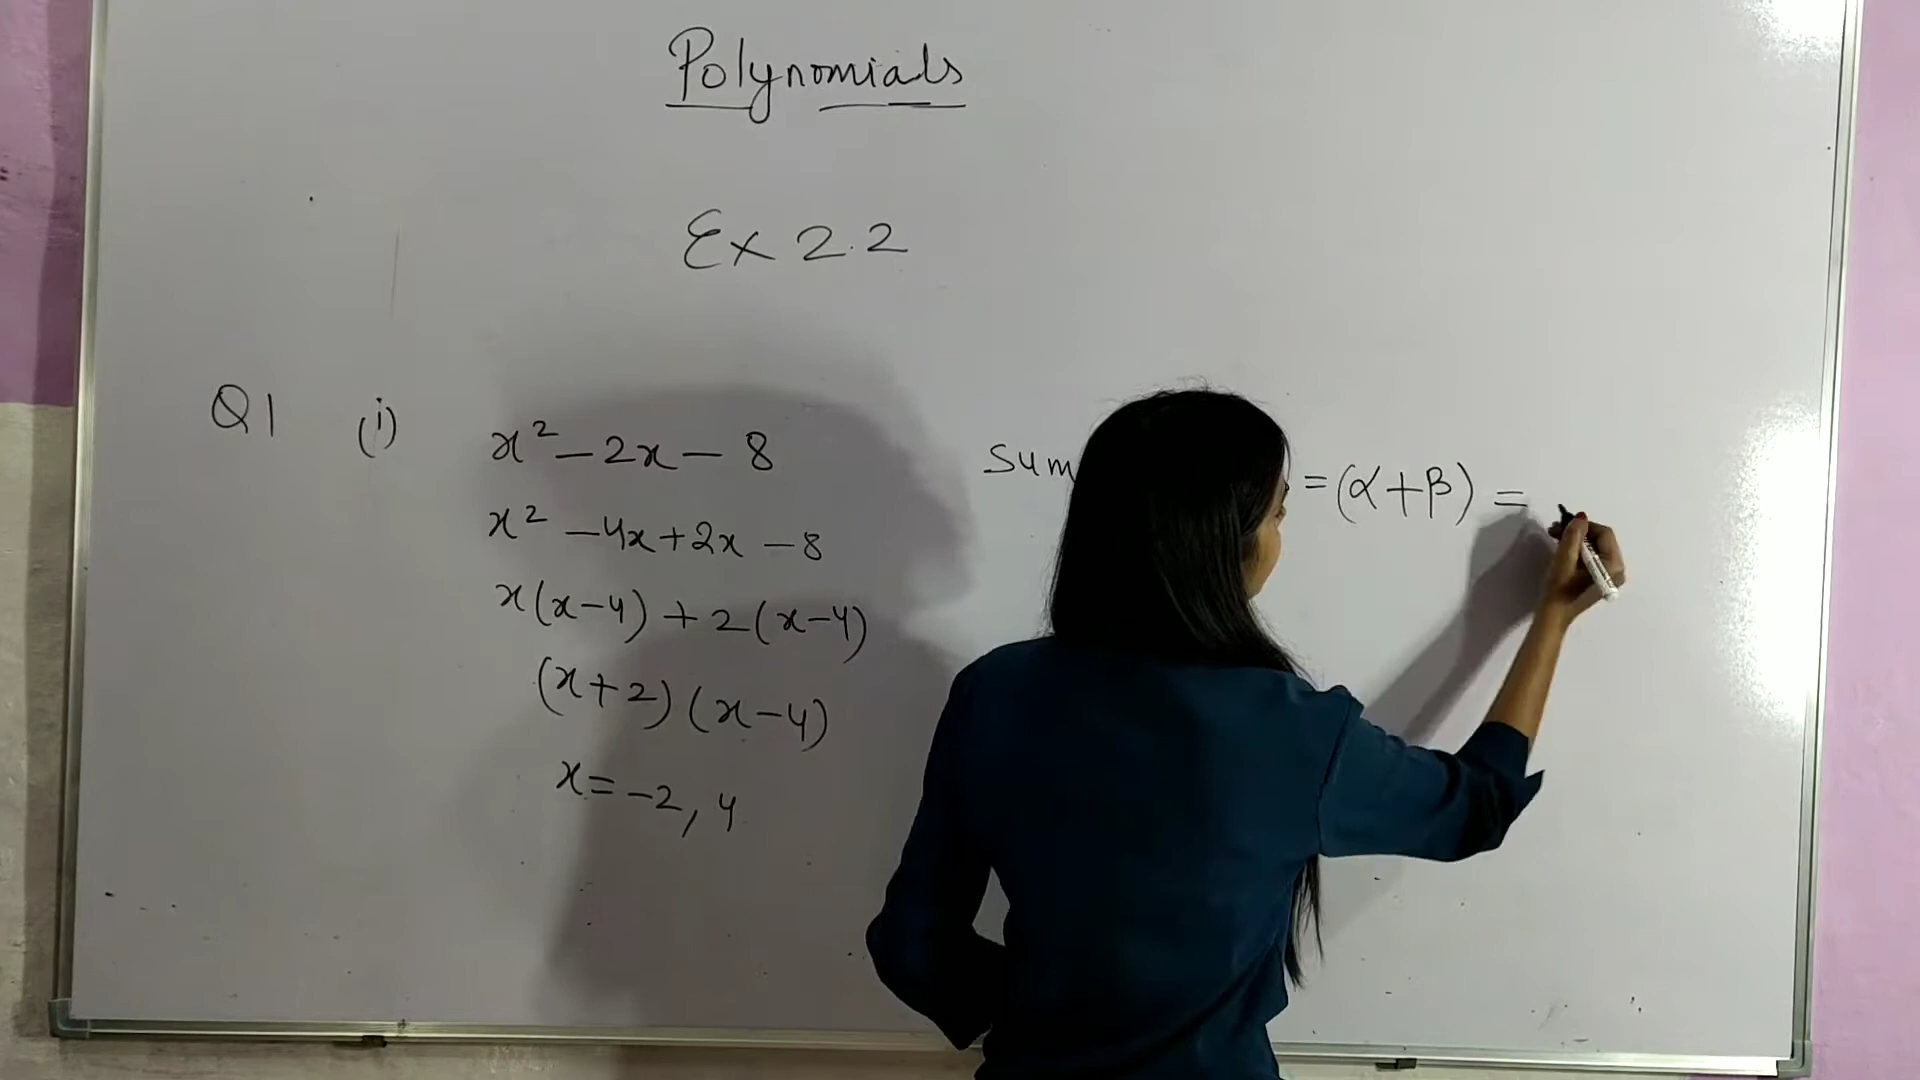 Polynomials
Ex 2.2
Q1 (i) x² - 2x - 8
x² - 4x + 2x - 8
x(x-4) + 2(x-4)
(x+2)(x-4)
x = -2, 4
Sum = (α+β) =